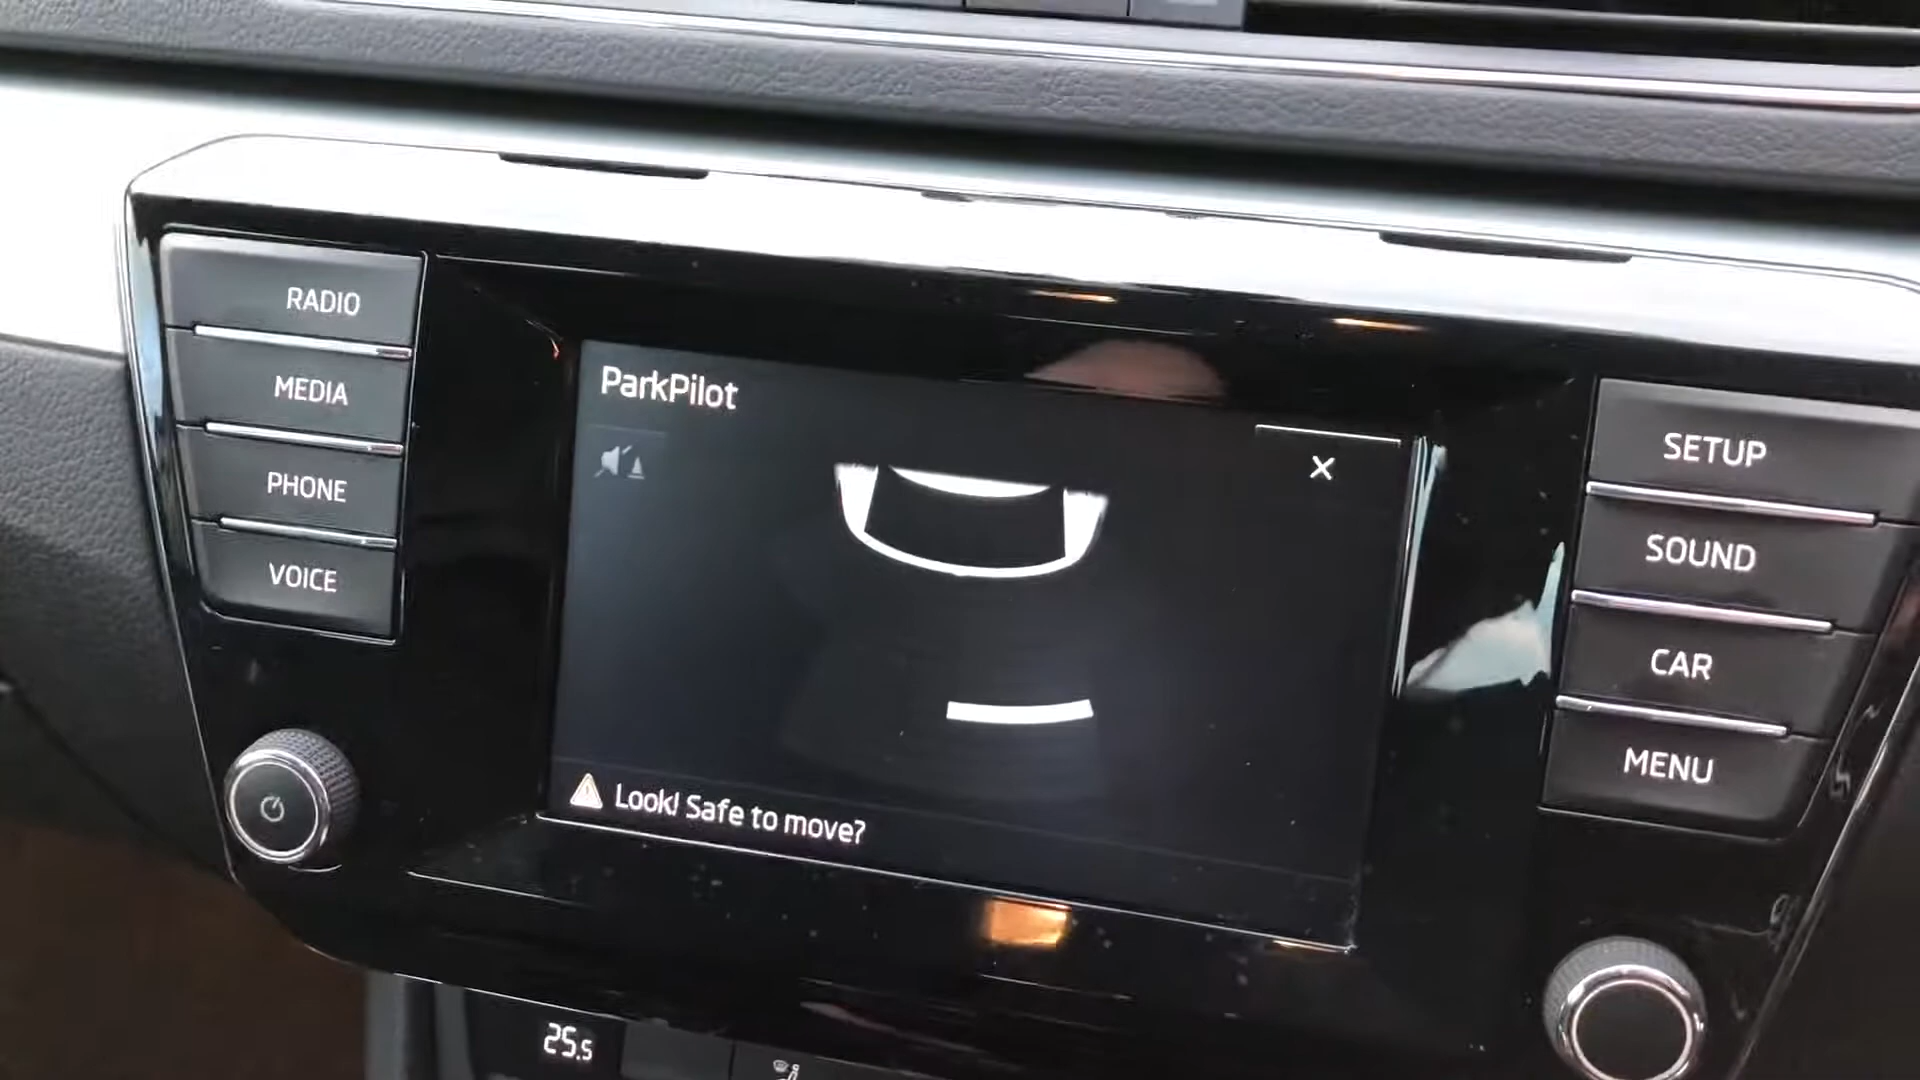 RADIO
MEDIA
PHONE
VOICE
ParkPilot
Look! Safe to move?
SETUP
SOUND
CAR
MENU
25.5